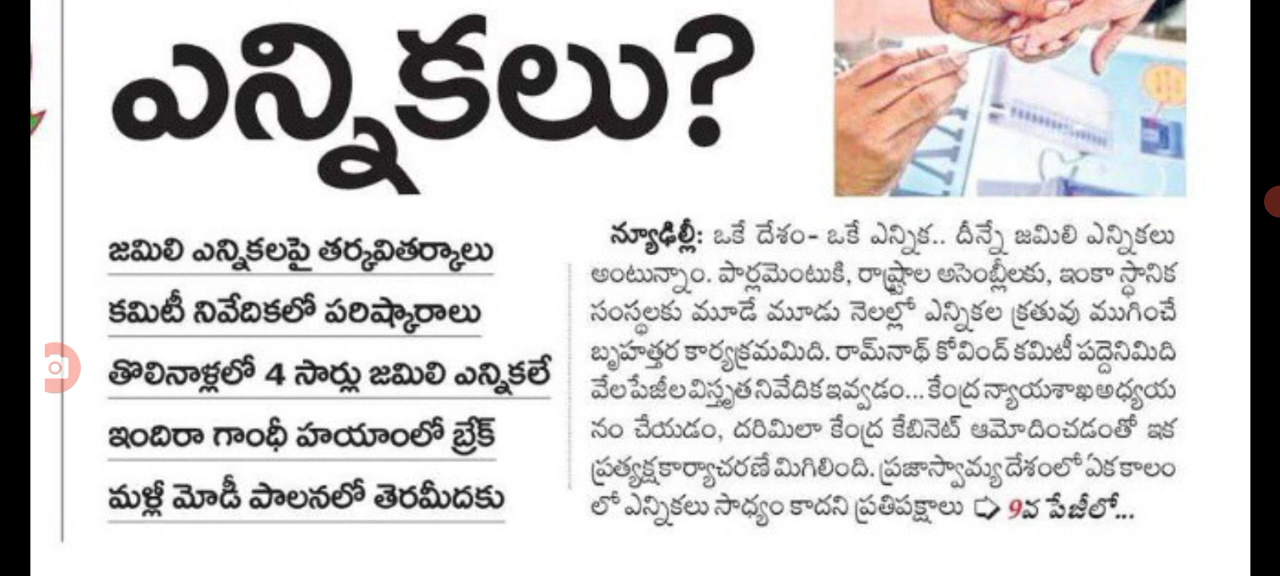 ఎన్నికలు?
జమిలి ఎన్నికలపై తర్కవితర్కాలు
కమిటీ నివేదికలో పరిష్కారాలు
తొలినాళ్లలో 4 సార్లు జమిలి ఎన్నికలే
ఇందిరా గాంధీ హయాంలో బ్రేక్
మళ్లీ మోడీ పాలనలో తెరమీదకు
న్యూఢిల్లీ: ఒకే దేశం- ఒకే ఎన్నిక.. దీన్నే జమిలి ఎన్నికలు
అంటున్నాం. పార్లమెంటుకి, రాష్ట్రాల అసెంబ్లీలకు, ఇంకా స్థానిక
సంస్థలకు మూడే మూడు నెలల్లో ఎన్నికల క్రతువు ముగించే
బృహత్తర కార్యక్రమమిది. రామ్‌నాథ్ కోవింద్ కమిటీ పద్దెనిమిది
వేల పేజీల విస్తృత నివేదిక ఇవ్వడం... కేంద్ర న్యాయశాఖ అధ్యయ
నం చేయడం, దరిమిలా కేంద్ర కేబినెట్ ఆమోదించడంతో ఇక
ప్రత్యక్ష కార్యాచరణే మిగిలింది. ప్రజాస్వామ్య దేశంలో ఏక కాలం
లో ఎన్నికలు సాధ్యం కాదని ప్రతిపక్షాలు ➩ 9వ పేజీలో...